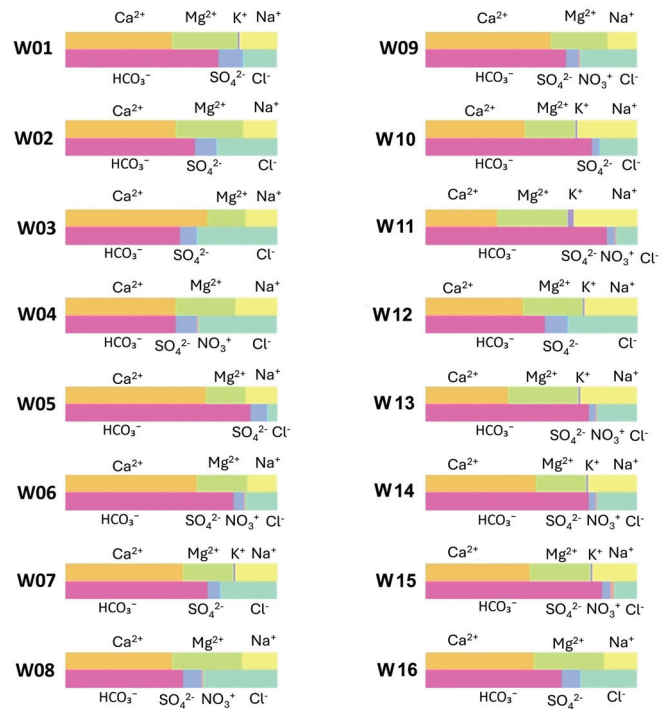 Ca²⁺ Mg²⁺ K⁺ Na⁺
W01
HCO₃⁻ SO₄²⁻ Cl⁻
Ca²⁺ Mg²⁺ Na⁺
W02
HCO₃⁻ SO₄²⁻ Cl⁻
Ca²⁺ Mg²⁺ Na⁺
W03
HCO₃⁻ SO₄²⁻ Cl⁻
Ca²⁺ Mg²⁺ Na⁺
W04
HCO₃⁻ SO₄²⁻ NO₃⁺ Cl⁻
Ca²⁺ Mg²⁺ Na⁺
W05
HCO₃⁻ SO₄²⁻ Cl⁻
Ca²⁺ Mg²⁺ Na⁺
W06
HCO₃⁻ SO₄²⁻ NO₃⁺ Cl⁻
Ca²⁺ Mg²⁺ K⁺ Na⁺
W07
HCO₃⁻ SO₄²⁻ Cl⁻
Ca²⁺ Mg²⁺ Na⁺
W08
HCO₃⁻ SO₄²⁻ NO₃⁺ Cl⁻
Ca²⁺ Mg²⁺ Na⁺
W09
HCO₃⁻ SO₄²⁻ NO₃⁺ Cl⁻
Ca²⁺ Mg²⁺ K⁺ Na⁺
W10
HCO₃⁻ SO₄²⁻ Cl⁻
Ca²⁺ Mg²⁺ K⁺ Na⁺
W11
HCO₃⁻ SO₄²⁻ NO₃⁺ Cl⁻
Ca²⁺ Mg²⁺ K⁺ Na⁺
W12
HCO₃⁻ SO₄²⁻ Cl⁻
Ca²⁺ Mg²⁺ K⁺ Na⁺
W13
HCO₃⁻ SO₄²⁻ NO₃⁺ Cl⁻
Ca²⁺ Mg²⁺ K⁺ Na⁺
W14
HCO₃⁻ SO₄²⁻ NO₃⁺ Cl⁻
Ca²⁺ Mg²⁺ K⁺ Na⁺
W15
HCO₃⁻ SO₄²⁻ NO₃⁺ Cl⁻
Ca²⁺ Mg²⁺ Na⁺
W16
HCO₃⁻ SO₄²⁻ Cl⁻